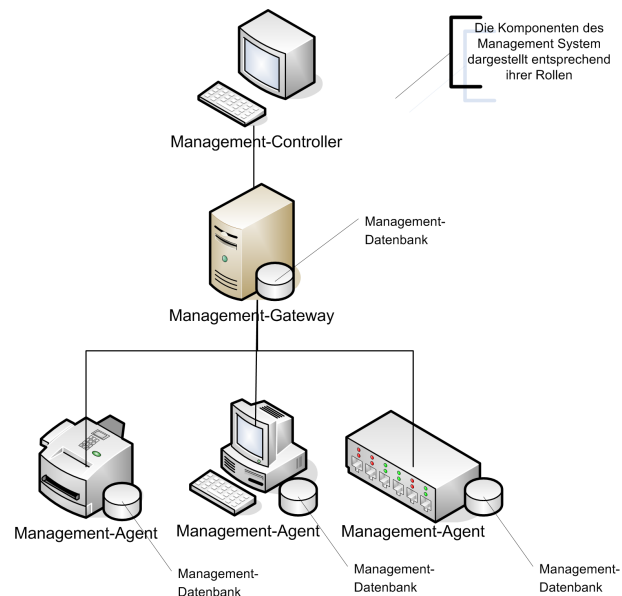 Die Komponenten des
Management System
dargestellt entsprechend
ihrer Rollen
Management-Controller
Management-
Datenbank
Management-Gateway
Management-Agent
Management-Agent
Management-Agent
Management-
Datenbank
Management-
Datenbank
Management-
Datenbank